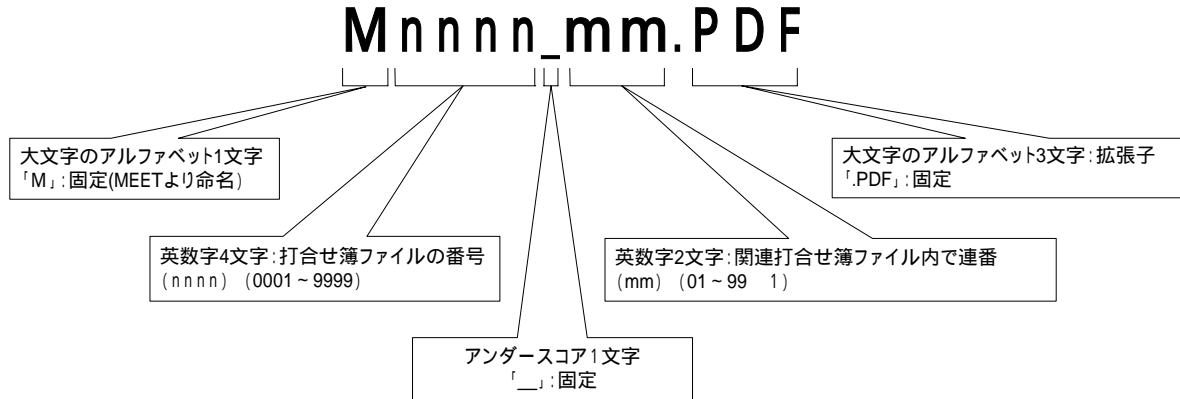 Mnnnn_mm.PDF
大文字のアルファベット1文字
「M」:固定(MEETより命名)
大文字のアルファベット3文字:拡張子
「.PDF」:固定
英数字4文字:打合せ簿ファイルの番号
(nnnn) (0001~9999)
英数字2文字:関連打合せ簿ファイル内で連番
(mm) (01~99 1)
アンダースコア1文字
「__」:固定